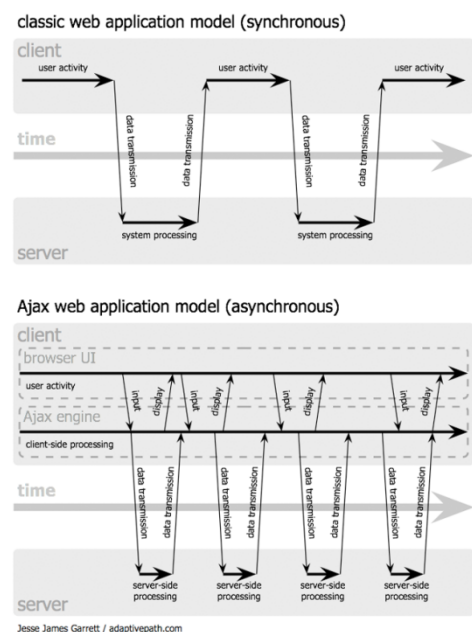 classic web application model (synchronous)
client
user activity
user activity
user activity
data transmission
data transmission
data transmission
data transmission
time
system processing
system processing
server
Ajax web application model (asynchronous)
client
browser UI
user activity
input
display
input
display
input
display
input
display
Ajax engine
client-side processing
data transmission
data transmission
data transmission
data transmission
data transmission
data transmission
data transmission
data transmission
time
server-side
processing
server-side
processing
server-side
processing
server-side
processing
server
Jesse James Garrett / adaptivepath.com